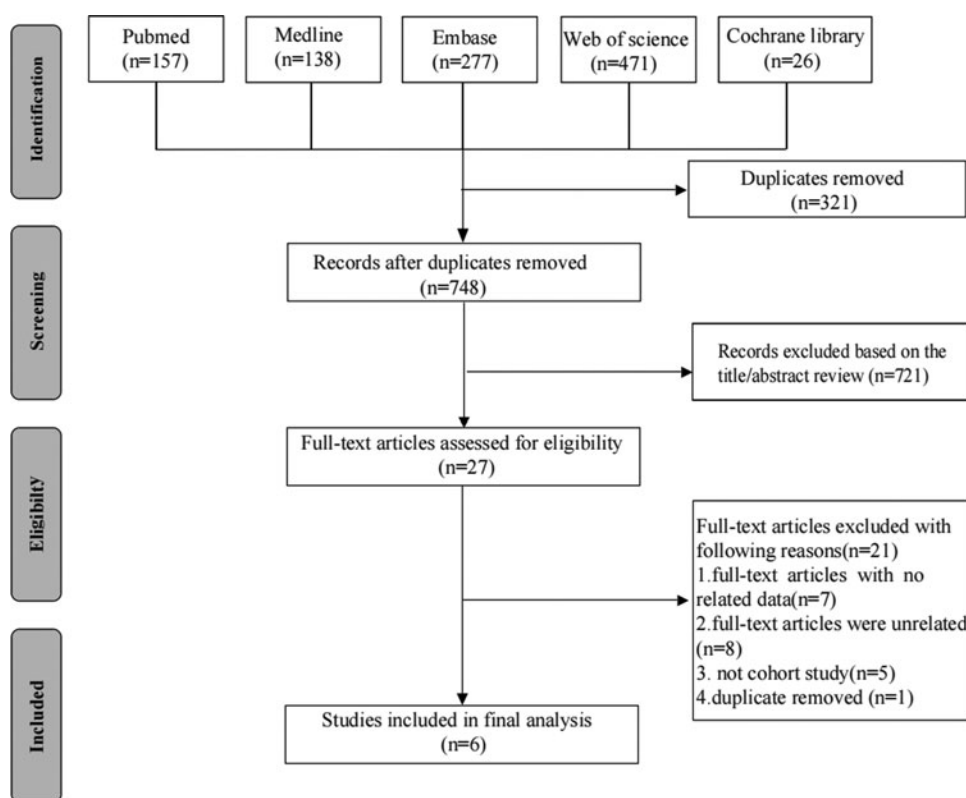 Identification
Pubmed
(n=157)
Medline
(n=138)
Embase
(n=277)
Web of science
(n=471)
Cochrane library
(n=26)
Duplicates removed
(n=321)
Screening
Records after duplicates removed
(n=748)
Records excluded based on the
title/abstract review (n=721)
Eligibilty
Full-text articles assessed for eligibility
(n=27)
Full-text articles excluded with
following reasons(n=21)
1.full-text articles with no
related data(n=7)
2.full-text articles were unrelated
(n=8)
3. not cohort study(n=5)
4.duplicate removed (n=1)
Included
Studies included in final analysis
(n=6)